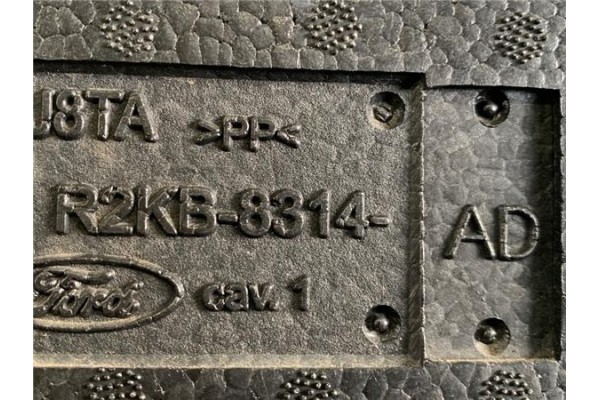 J8TA
>PP<
R2KB-8314-
AD
Ford
cav. 1